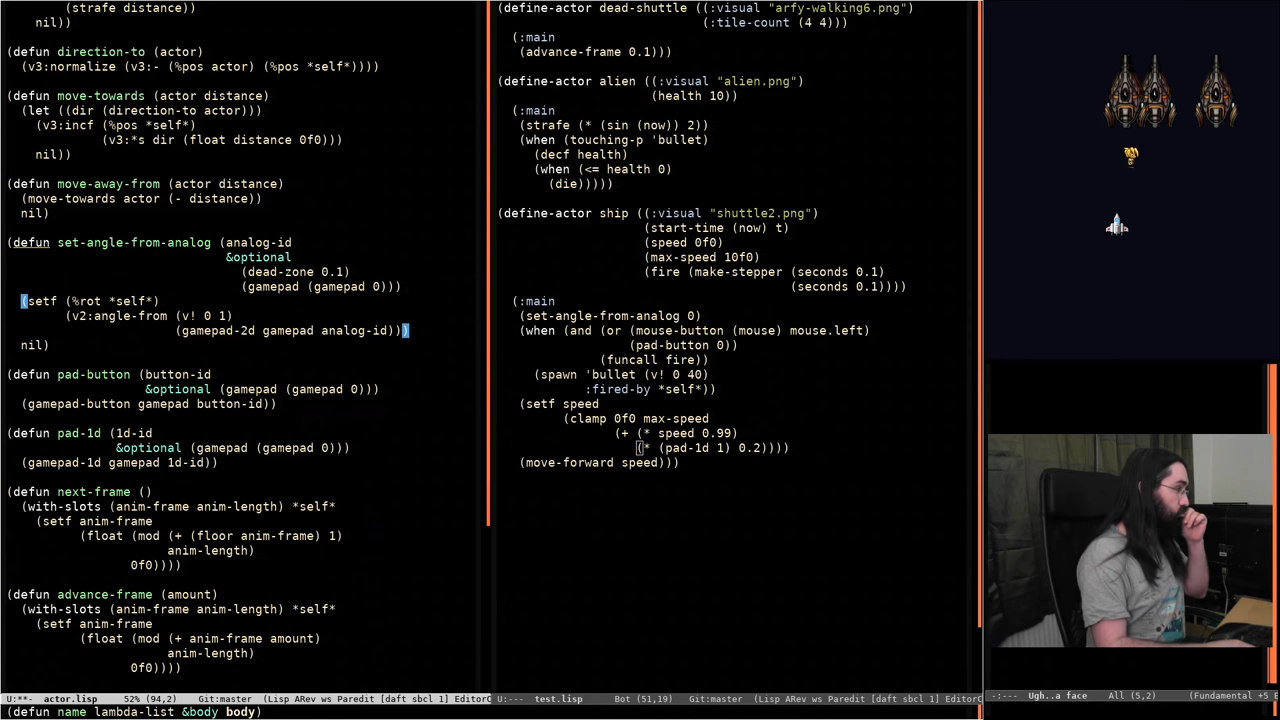 (strafe distance))
nil))
(defun direction-to (actor)
(v3:normalize (v3:- (%pos actor) (%pos *self*))))
(defun move-towards (actor distance)
(let ((dir (direction-to actor)))
(v3:incf (%pos *self*)
(v3:*s dir (float distance 0f0)))
nil))
(defun move-away-from (actor distance)
(move-towards actor (- distance))
nil)
(defun set-angle-from-analog (analog-id
&optional
(dead-zone 0.1)
(gamepad (gamepad 0)))
(setf (%rot *self*)
(v2:angle-from (v! 0 1)
(gamepad-2d gamepad analog-id)))
nil)
(defun pad-button (button-id
&optional (gamepad (gamepad 0)))
(gamepad-button gamepad button-id))
(defun pad-1d (1d-id
&optional (gamepad (gamepad 0)))
(gamepad-1d gamepad 1d-id))
(defun next-frame ()
(with-slots (anim-frame anim-length) *self*
(setf anim-frame
(float (mod (+ (floor anim-frame) 1)
anim-length)
0f0))))
(defun advance-frame (amount)
(with-slots (anim-frame anim-length) *self*
(setf anim-frame
(float (mod (+ anim-frame amount)
anim-length)
0f0))))
U:**- actor.lisp 52% (94,2) Git:master (Lisp ARev ws Paredit [daft sbcl 1] EditorC
(defun name lambda-list &body body)
(define-actor dead-shuttle ((:visual "arfy-walking6.png")
(:tile-count (4 4)))
(:main
(advance-frame 0.1)))
(define-actor alien ((:visual "alien.png")
(health 10))
(:main
(strafe (* (sin (now)) 2))
(when (touching-p 'bullet)
(decf health)
(when (<= health 0)
(die)))))
(define-actor ship ((:visual "shuttle2.png")
(start-time (now) t)
(speed 0f0)
(max-speed 10f0)
(fire (make-stepper (seconds 0.1)
(seconds 0.1))))
(:main
(set-angle-from-analog 0)
(when (and (or (mouse-button (mouse) mouse.left)
(pad-button 0))
(funcall fire))
(spawn 'bullet (v! 0 40)
:fired-by *self*))
(setf speed
(clamp 0f0 max-speed
(+ (* speed 0.99)
(* (pad-1d 1) 0.2))))
(move-forward speed)))
U:--- test.lisp Bot (51,19) Git:master (Lisp ARev ws Paredit [daft sbcl 1] EditorC
-:--- Ugh..a face All (5,2) (Fundamental +5 E